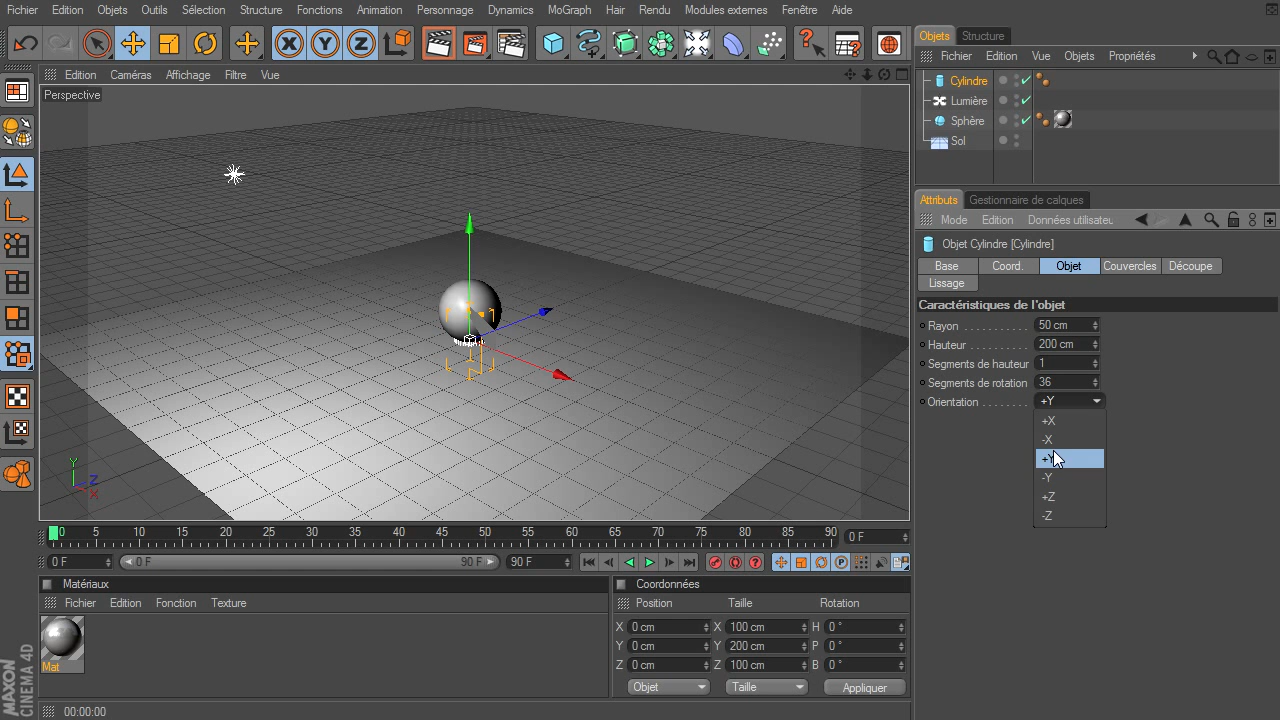 Fichier Edition Objets Outils Sélection Structure Fonctions Animation Personnage Dynamics MoGraph Hair Rendu Modules externes Fenêtre Aide
Edition Caméras Affichage Filtre Vue
Perspective
Y
Z
X
0 5 10 15 20 25 30 35 40 45 50 55 60 65 70 75 80 85 90 0 F
0 F 0 F 90 F 90 F
Matériaux
Fichier Edition Fonction Texture
Mat
Coordonnées
Position Taille Rotation
X 0 cm X 100 cm H 0 °
Y 0 cm Y 200 cm P 0 °
Z 0 cm Z 100 cm B 0 °
Objet Taille Appliquer
00:00:00
MAXON
CINEMA 4D
Objets Structure
Fichier Edition Vue Objets Propriétés
Cylindre
Lumière
Sphère
Sol
Attributs Gestionnaire de calques
Mode Edition Données utilisateu
Objet Cylindre [Cylindre]
Base Coord. Objet Couvercles Découpe
Lissage
Caractéristiques de l'objet
Rayon . . . . . . . . . . . 50 cm
Hauteur . . . . . . . . . 200 cm
Segments de hauteur 1
Segments de rotation 36
Orientation . . . . . . . +Y
+X
-X
+Y
-Y
+Z
-Z